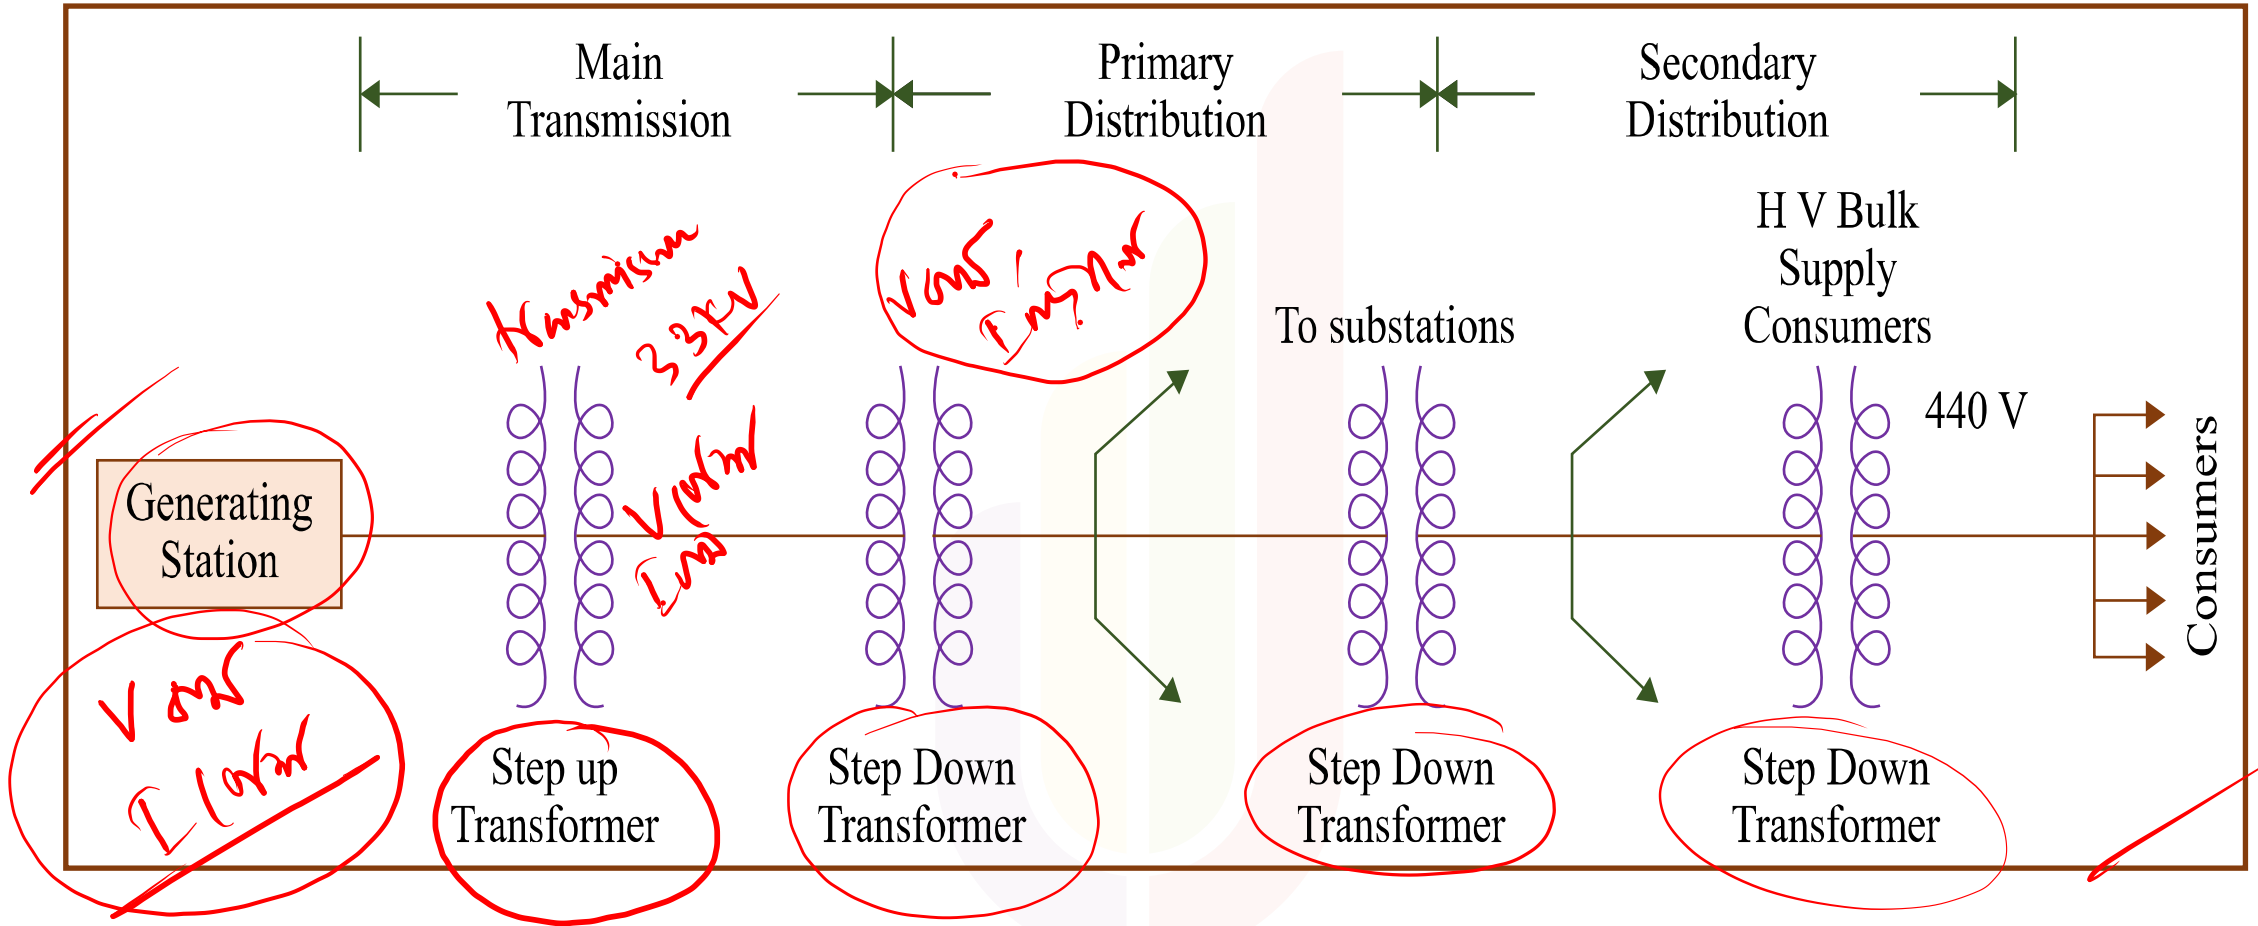 Main
Transmission
Primary
Distribution
Secondary
Distribution
H V Bulk
Supply
Consumers
To substations
transmission
33KV
440 V
Generating
Station
Consumers
V
I
V
I
V
I
Step up
Transformer
Step Down
Transformer
Step Down
Transformer
Step Down
Transformer